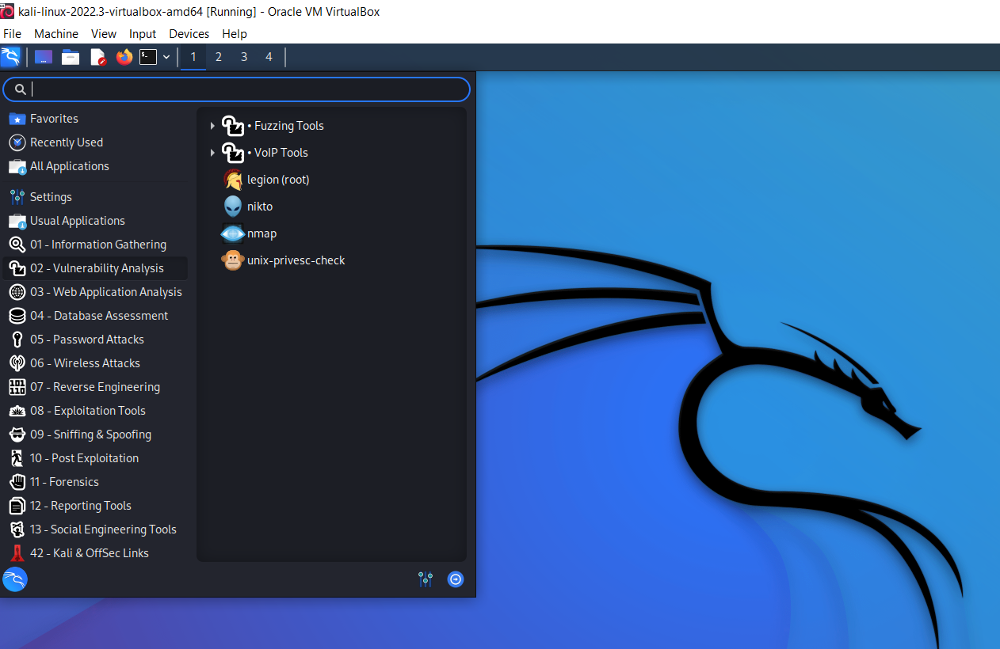 kali-linux-2022.3-virtualbox-amd64 [Running] - Oracle VM VirtualBox
File Machine View Input Devices Help
1 2 3 4
Favorites
Recently Used
All Applications
Settings
Usual Applications
01 - Information Gathering
02 - Vulnerability Analysis
03 - Web Application Analysis
04 - Database Assessment
05 - Password Attacks
06 - Wireless Attacks
07 - Reverse Engineering
08 - Exploitation Tools
09 - Sniffing & Spoofing
10 - Post Exploitation
11 - Forensics
12 - Reporting Tools
13 - Social Engineering Tools
42 - Kali & OffSec Links
• Fuzzing Tools
• VoIP Tools
legion (root)
nikto
nmap
unix-privesc-check